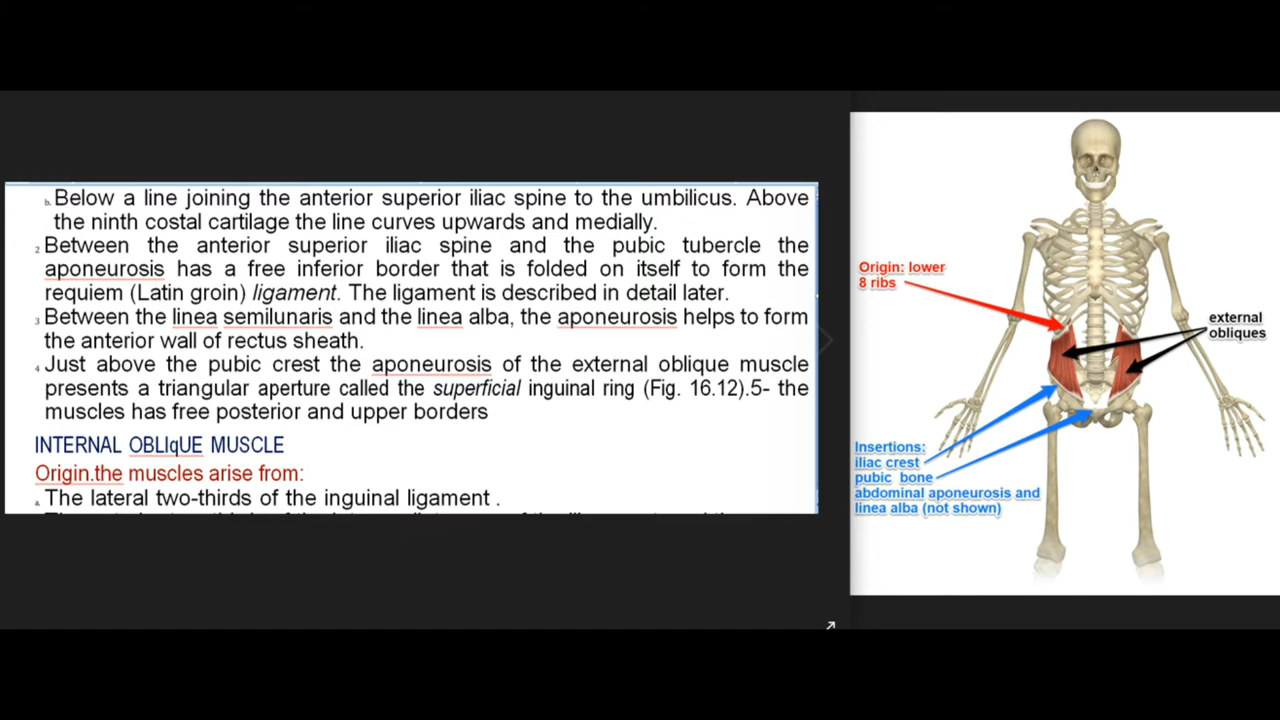 b. Below a line joining the anterior superior iliac spine to the umbilicus. Above
the ninth costal cartilage the line curves upwards and medially.
2 Between the anterior superior iliac spine and the pubic tubercle the
aponeurosis has a free inferior border that is folded on itself to form the
requiem (Latin groin) ligament. The ligament is described in detail later.
3 Between the linea semilunaris and the linea alba, the aponeurosis helps to form
the anterior wall of rectus sheath.
4 Just above the pubic crest the aponeurosis of the external oblique muscle
presents a triangular aperture called the superficial inguinal ring (Fig. 16.12).5- the
muscles has free posterior and upper borders
INTERNAL OBLIqUE MUSCLE
Origin.the muscles arise from:
a. The lateral two-thirds of the inguinal ligament .
Origin: lower
8 ribs
external
obliques
Insertions:
iliac crest
pubic bone
abdominal aponeurosis and
linea alba (not shown)